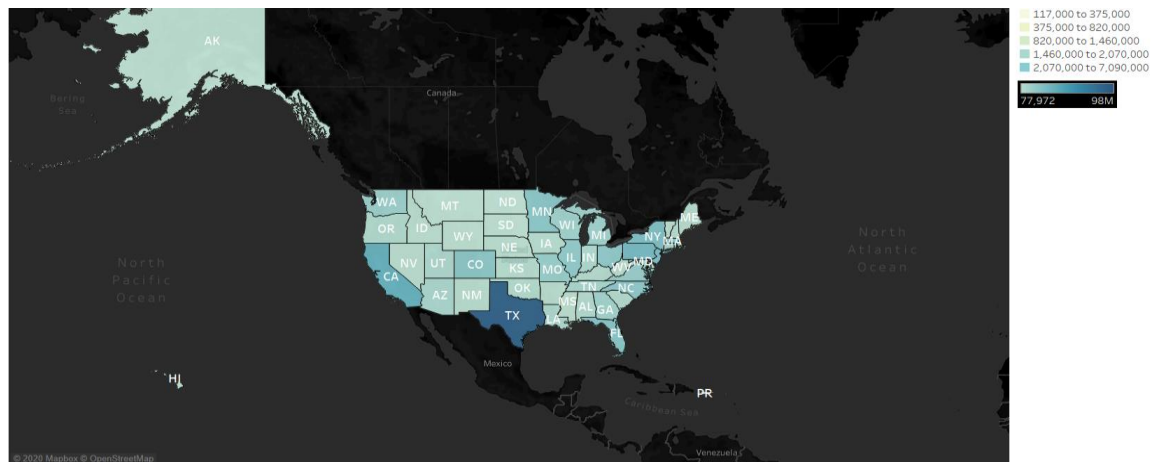 AK
Bering
Sea
Canada
WA
MT
ND
MN
OR
ID
SD
WI
MI
ME
WY
NY
MA
NE
IA
NV
UT
CO
IL
IN
MD
WV
KS
MO
CA
TN
NC
AZ
NM
OK
MS
AL
GA
TX
LA
FL
North
Pacific
Ocean
North
Atlantic
Ocean
Mexico
HI
PR
Caribbean Sea
Venezuela
© 2020 Mapbox © OpenStreetMap
117,000 to 375,000
375,000 to 820,000
820,000 to 1,460,000
1,460,000 to 2,070,000
2,070,000 to 7,090,000
77,972 98M